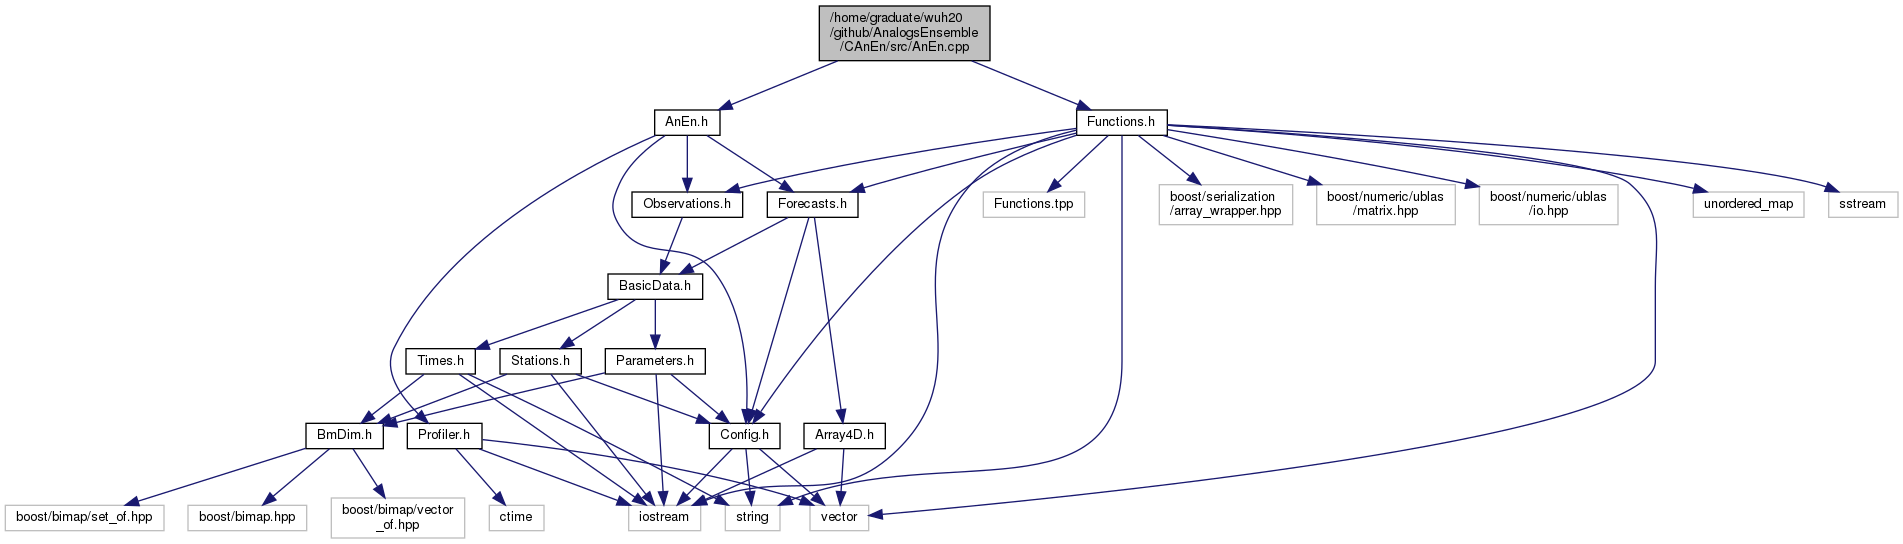 /home/graduate/wuh20
/github/AnalogsEnsemble
/CAnEn/src/AnEn.cpp
AnEn.h
Functions.h
Observations.h
Forecasts.h
Functions.tpp
boost/serialization
/array_wrapper.hpp
boost/numeric/ublas
/matrix.hpp
boost/numeric/ublas
/io.hpp
unordered_map
sstream
BasicData.h
Times.h
Stations.h
Parameters.h
BmDim.h
Profiler.h
Config.h
Array4D.h
boost/bimap/set_of.hpp
boost/bimap.hpp
boost/bimap/vector
_of.hpp
ctime
iostream
string
vector